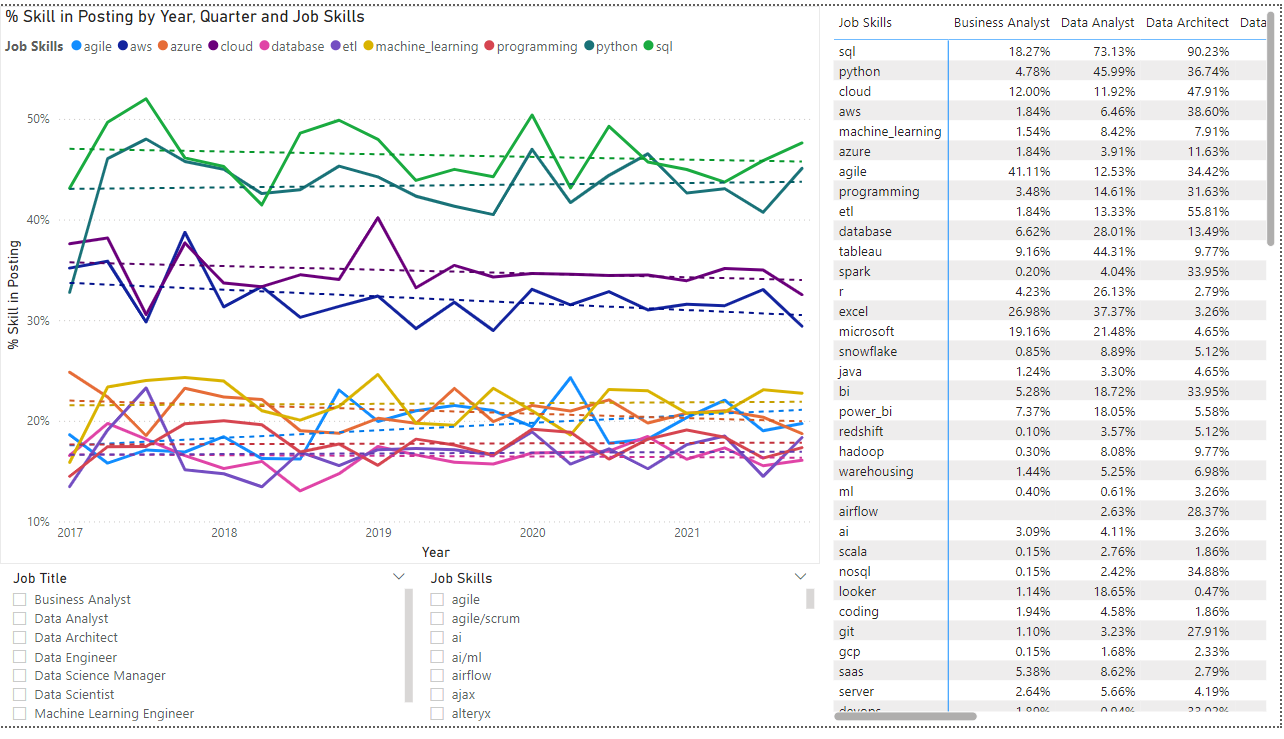 % Skill in Posting by Year, Quarter and Job Skills
Job Skills agile aws azure cloud database etl machine_learning programming python sql
50%
40%
30%
20%
10%
% Skill in Posting
2017 2018 2019 2020 2021
Year
Job Title
Business Analyst
Data Analyst
Data Architect
Data Engineer
Data Science Manager
Data Scientist
Machine Learning Engineer
Job Skills
agile
agile/scrum
ai
ai/ml
airflow
ajax
alteryx
Job Skills Business Analyst Data Analyst Data Architect Data
sql 18.27% 73.13% 90.23%
python 4.78% 45.99% 36.74%
cloud 12.00% 11.92% 47.91%
aws 1.84% 6.46% 38.60%
machine_learning 1.54% 8.42% 7.91%
azure 1.84% 3.91% 11.63%
agile 41.11% 12.53% 34.42%
programming 3.48% 14.61% 31.63%
etl 1.84% 13.33% 55.81%
database 6.62% 28.01% 13.49%
tableau 9.16% 44.31% 9.77%
spark 0.20% 4.04% 33.95%
r 4.23% 26.13% 2.79%
excel 26.98% 37.37% 3.26%
microsoft 19.16% 21.48% 4.65%
snowflake 0.85% 8.89% 5.12%
java 1.24% 3.30% 4.65%
bi 5.28% 18.72% 33.95%
power_bi 7.37% 18.05% 5.58%
redshift 0.10% 3.57% 5.12%
hadoop 0.30% 8.08% 9.77%
warehousing 1.44% 5.25% 6.98%
ml 0.40% 0.61% 3.26%
airflow 2.63% 28.37%
ai 3.09% 4.11% 3.26%
scala 0.15% 2.76% 1.86%
nosql 0.15% 2.42% 34.88%
looker 1.14% 18.65% 0.47%
coding 1.94% 4.58% 1.86%
git 1.10% 3.23% 27.91%
gcp 0.15% 1.68% 2.33%
saas 5.38% 8.62% 2.79%
server 2.64% 5.66% 4.19%